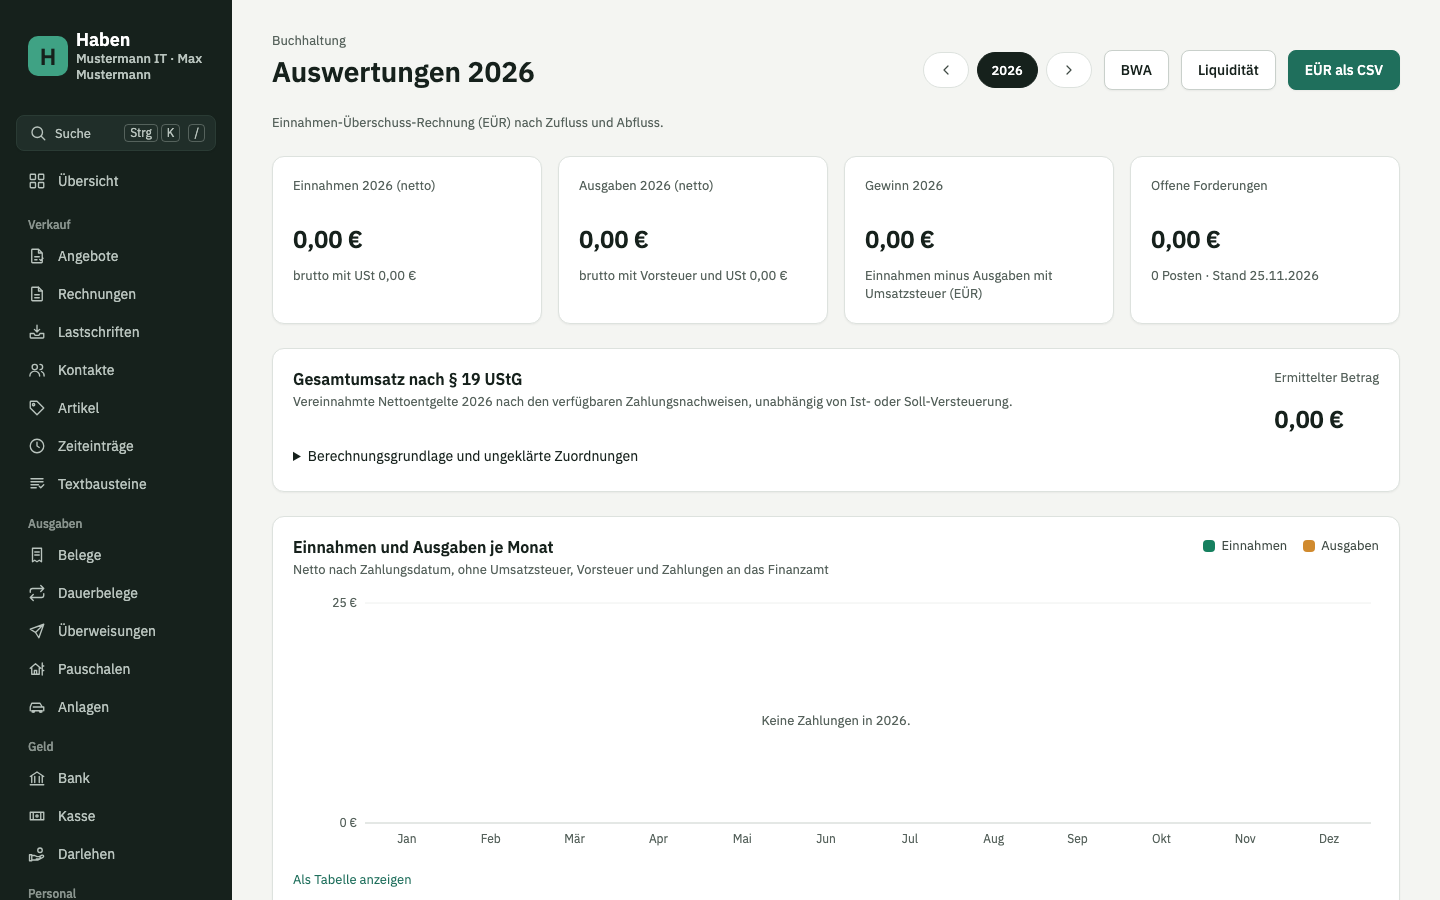 H
Haben
Mustermann IT · Max
Mustermann
Suche
Strg K /
Übersicht
Verkauf
Angebote
Rechnungen
Lastschriften
Kontakte
Artikel
Zeiteinträge
Textbausteine
Ausgaben
Belege
Dauerbelege
Überweisungen
Pauschalen
Anlagen
Geld
Bank
Kasse
Darlehen
Personal
Buchhaltung
Auswertungen 2026
2026
BWA
Liquidität
EÜR als CSV
Einnahmen-Überschuss-Rechnung (EÜR) nach Zufluss und Abfluss.
Einnahmen 2026 (netto)
0,00 €
brutto mit USt 0,00 €
Ausgaben 2026 (netto)
0,00 €
brutto mit Vorsteuer und USt 0,00 €
Gewinn 2026
0,00 €
Einnahmen minus Ausgaben mit
Umsatzsteuer (EÜR)
Offene Forderungen
0,00 €
0 Posten · Stand 25.11.2026
Gesamtumsatz nach § 19 UStG
Vereinnahmte Nettoentgelte 2026 nach den verfügbaren Zahlungsnachweisen, unabhängig von Ist- oder Soll-Versteuerung.
Ermittelter Betrag
0,00 €
Berechnungsgrundlage und ungeklärte Zuordnungen
Einnahmen und Ausgaben je Monat
Netto nach Zahlungsdatum, ohne Umsatzsteuer, Vorsteuer und Zahlungen an das Finanzamt
Einnahmen
Ausgaben
25 €
Keine Zahlungen in 2026.
0 €
Jan Feb Mär Apr Mai Jun Jul Aug Sep Okt Nov Dez
Als Tabelle anzeigen